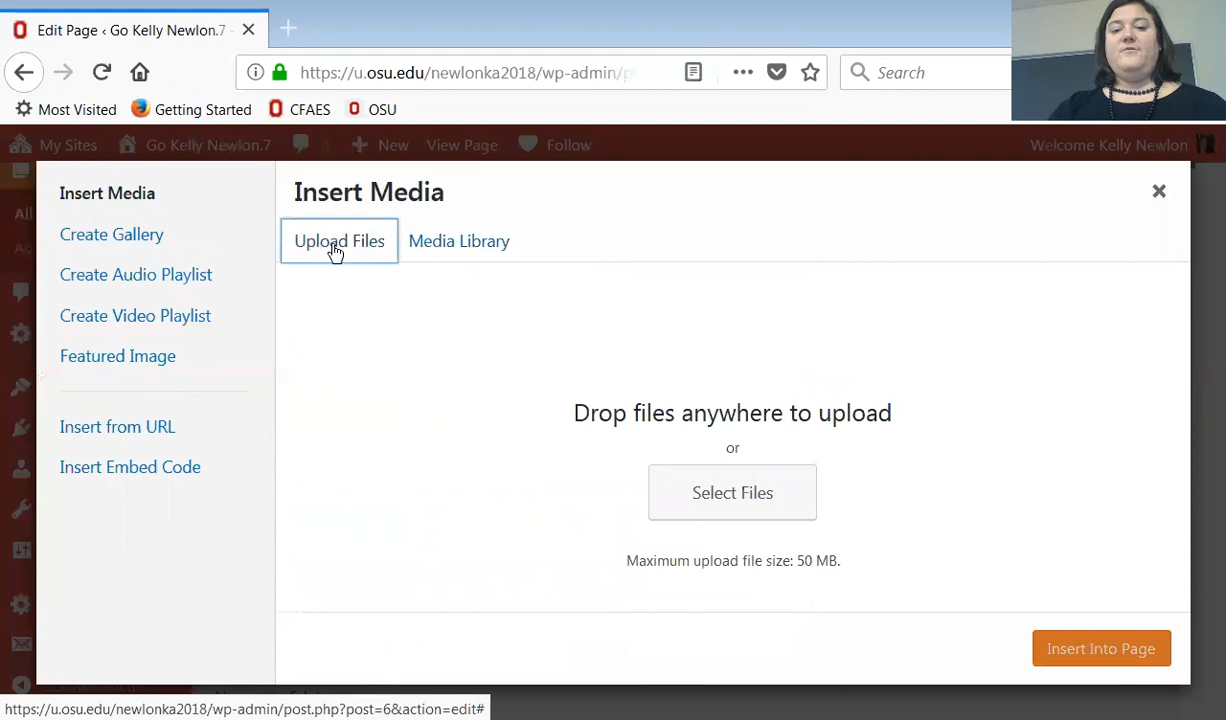 Edit Page ‹ Go Kelly Newlon.7 -
https://u.osu.edu/newlonka2018/wp-admin/p
Search
Most Visited Getting Started CFAES OSU
My Sites Go Kelly Newlon.7 New View Page Follow Welcome Kelly Newlon
Insert Media
Create Gallery
Create Audio Playlist
Create Video Playlist
Featured Image
Insert from URL
Insert Embed Code
Insert Media
Upload Files Media Library
Drop files anywhere to upload
or
Select Files
Maximum upload file size: 50 MB.
Insert Into Page
https://u.osu.edu/newlonka2018/wp-admin/post.php?post=6&action=edit#